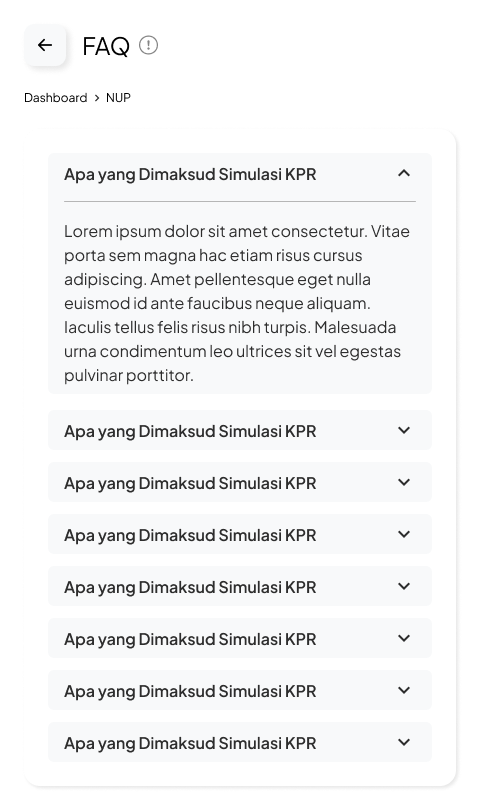 FAQ
Dashboard > NUP
Apa yang Dimaksud Simulasi KPR
Lorem ipsum dolor sit amet consectetur. Vitae
porta sem magna hac etiam risus cursus
adipiscing. Amet pellentesque eget nulla
euismod id ante faucibus neque aliquam.
Iaculis tellus felis risus nibh turpis. Malesuada
urna condimentum leo ultrices sit vel egestas
pulvinar porttitor.
Apa yang Dimaksud Simulasi KPR
Apa yang Dimaksud Simulasi KPR
Apa yang Dimaksud Simulasi KPR
Apa yang Dimaksud Simulasi KPR
Apa yang Dimaksud Simulasi KPR
Apa yang Dimaksud Simulasi KPR
Apa yang Dimaksud Simulasi KPR